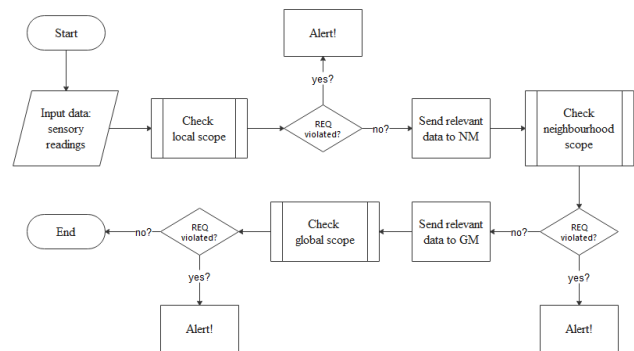 Start
Alert!
yes?
Input data:
sensory
readings
Check
local scope
REQ
violated?
no?
Send relevant
data to NM
Check
neighbourhood
scope
End
no?
REQ
violated?
Check
global scope
Send relevant
data to GM
no?
REQ
violated?
yes?
yes?
Alert!
Alert!